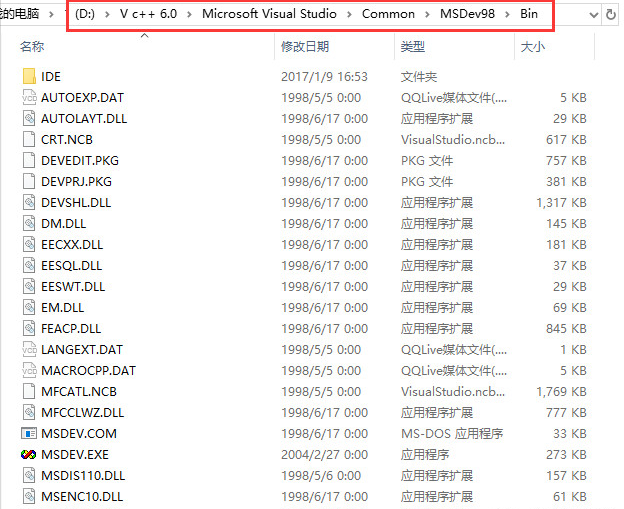 我的电脑 > (D:) > V c++ 6.0 > Microsoft Visual Studio > Common > MSDev98 > Bin
名称 修改日期 类型 大小
IDE 2017/1/9 16:53 文件夹
AUTOEXP.DAT 1998/5/5 0:00 QQLive媒体文件(.... 5 KB
AUTOLAYT.DLL 1998/6/17 0:00 应用程序扩展 29 KB
CRT.NCB 1998/5/5 0:00 VisualStudio.ncb... 617 KB
DEVEDIT.PKG 1998/6/17 0:00 PKG 文件 757 KB
DEVPRJ.PKG 1998/6/17 0:00 PKG 文件 381 KB
DEVSHL.DLL 1998/6/17 0:00 应用程序扩展 1,317 KB
DM.DLL 1998/6/17 0:00 应用程序扩展 145 KB
EECXX.DLL 1998/6/17 0:00 应用程序扩展 181 KB
EESQL.DLL 1998/6/17 0:00 应用程序扩展 37 KB
EESWT.DLL 1998/6/17 0:00 应用程序扩展 29 KB
EM.DLL 1998/6/17 0:00 应用程序扩展 69 KB
FEACP.DLL 1998/6/17 0:00 应用程序扩展 845 KB
LANGEXT.DAT 1998/5/5 0:00 QQLive媒体文件(.... 1 KB
MACROCPP.DAT 1998/5/5 0:00 QQLive媒体文件(.... 5 KB
MFCATL.NCB 1998/5/5 0:00 VisualStudio.ncb... 1,769 KB
MFCCLWZ.DLL 1998/6/17 0:00 应用程序扩展 777 KB
MSDEV.COM 1998/6/17 0:00 MS-DOS 应用程序 33 KB
MSDEV.EXE 2004/2/27 0:00 应用程序 273 KB
MSDIS110.DLL 1998/5/6 0:00 应用程序扩展 157 KB
MSENC10.DLL 1998/6/17 0:00 应用程序扩展 61 KB